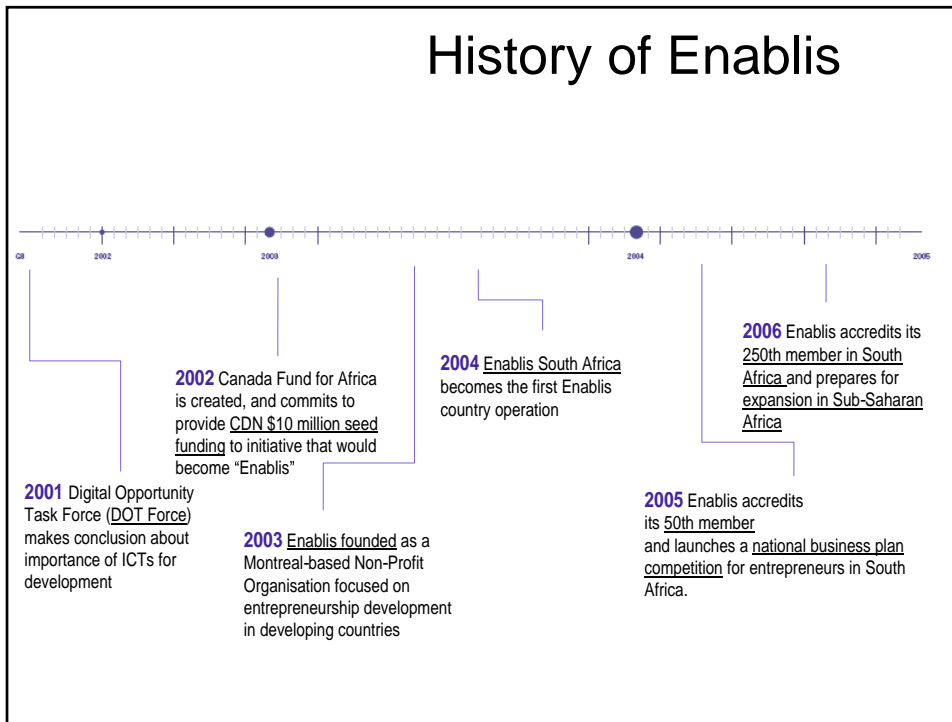 History of Enablis
G8 2002 2003 2004 2005
2001 Digital Opportunity
Task Force (DOT Force)
makes conclusion about
importance of ICTs for
development
2002 Canada Fund for Africa
is created, and commits to
provide CDN $10 million seed
funding to initiative that would
become “Enablis”
2003 Enablis founded as a
Montreal-based Non-Profit
Organisation focused on
entrepreneurship development
in developing countries
2004 Enablis South Africa
becomes the first Enablis
country operation
2005 Enablis accredits
its 50th member
and launches a national business plan
competition for entrepreneurs in South
Africa.
2006 Enablis accredits its
250th member in South
Africa and prepares for
expansion in Sub-Saharan
Africa